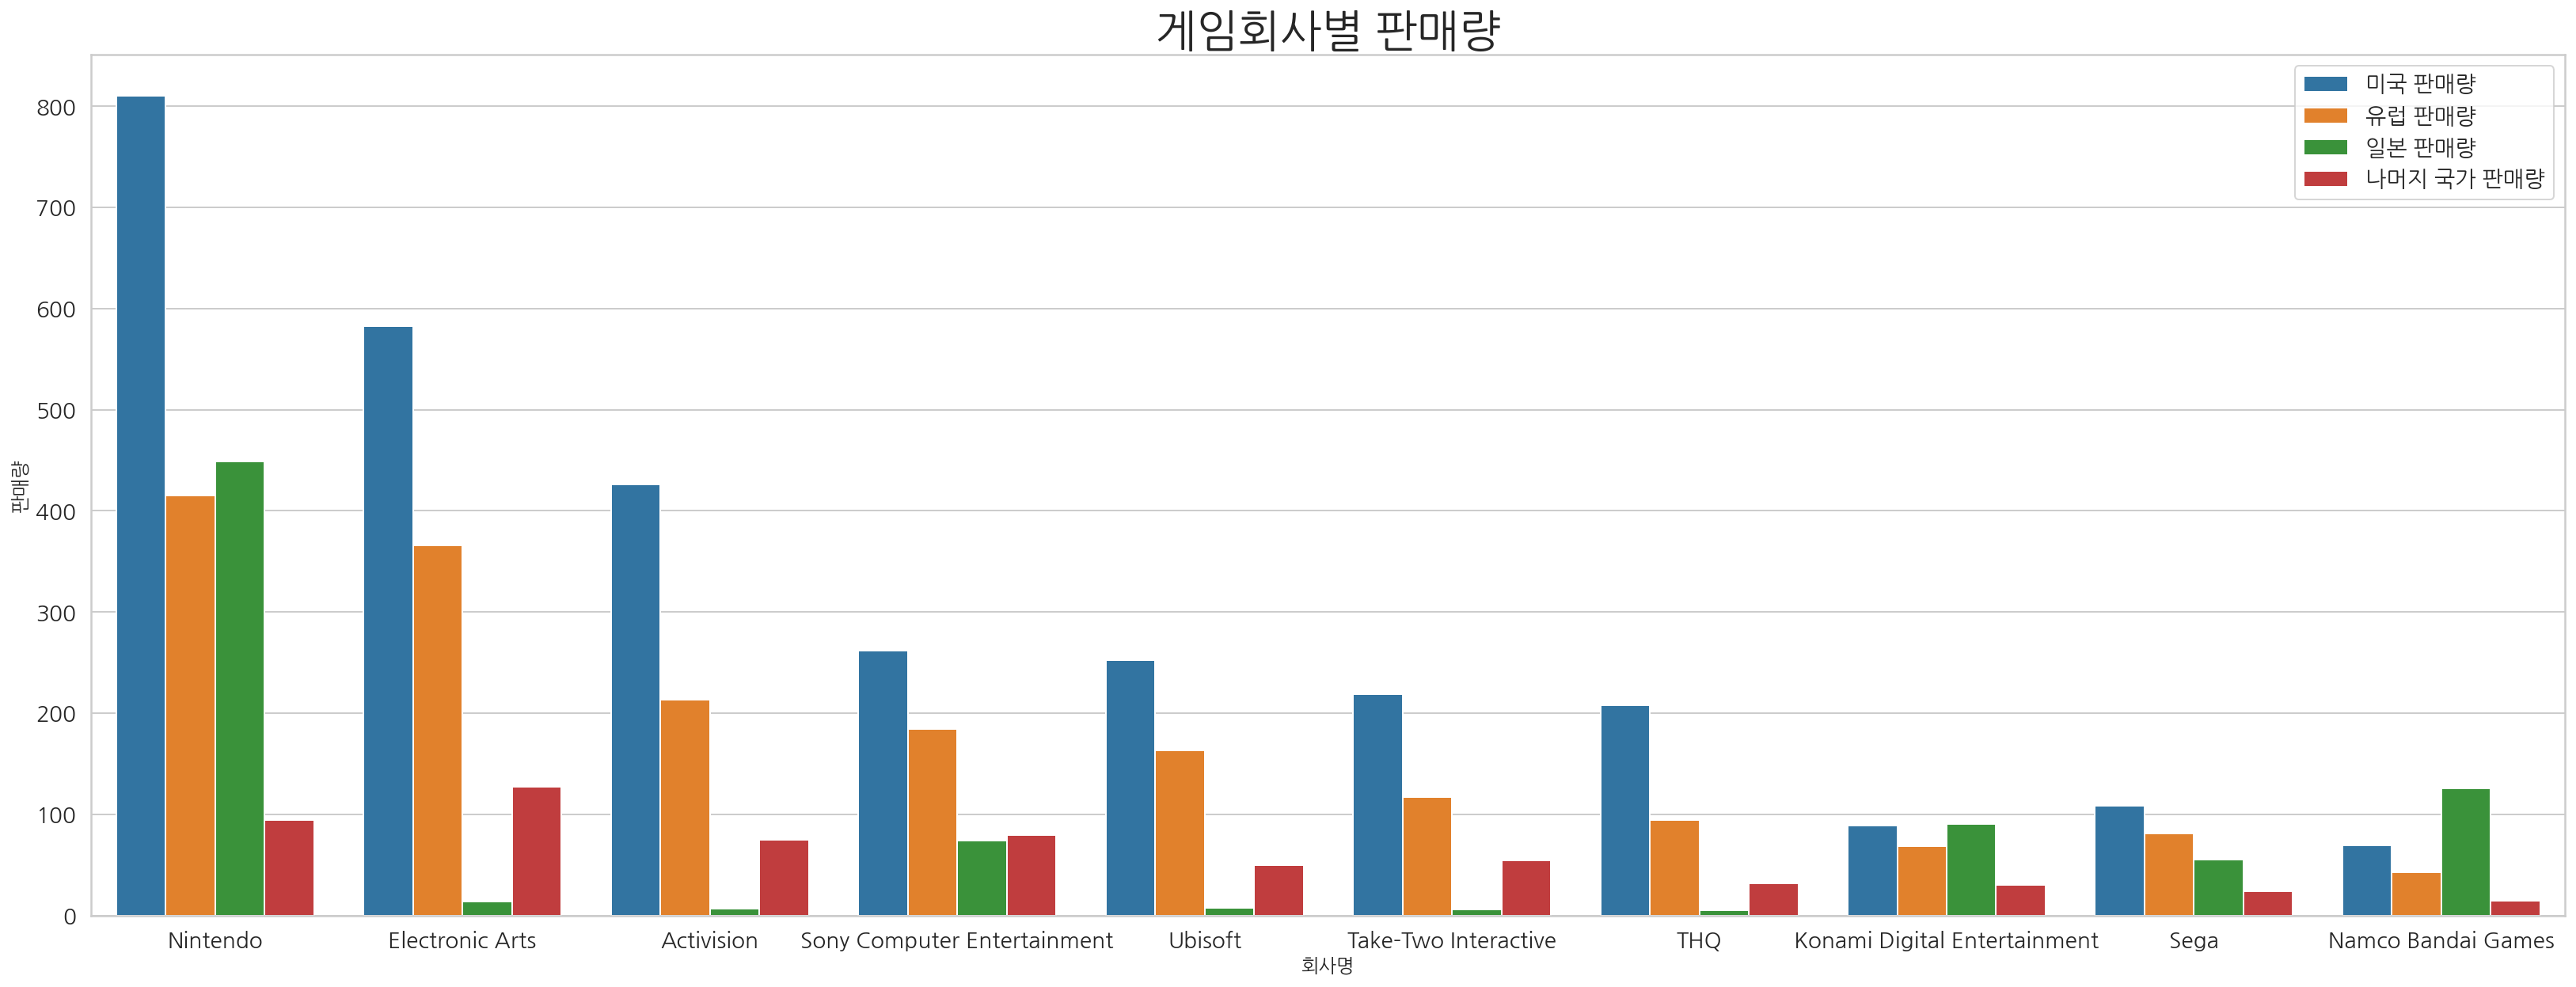 게임회사별 판매량
미국 판매량
유럽 판매량
일본 판매량
나머지 국가 판매량
판매량
800
700
600
500
400
300
200
100
0
Nintendo
Electronic Arts
Activision
Sony Computer Entertainment
Ubisoft
Take-Two Interactive
THQ
Konami Digital Entertainment
Sega
Namco Bandai Games
회사명